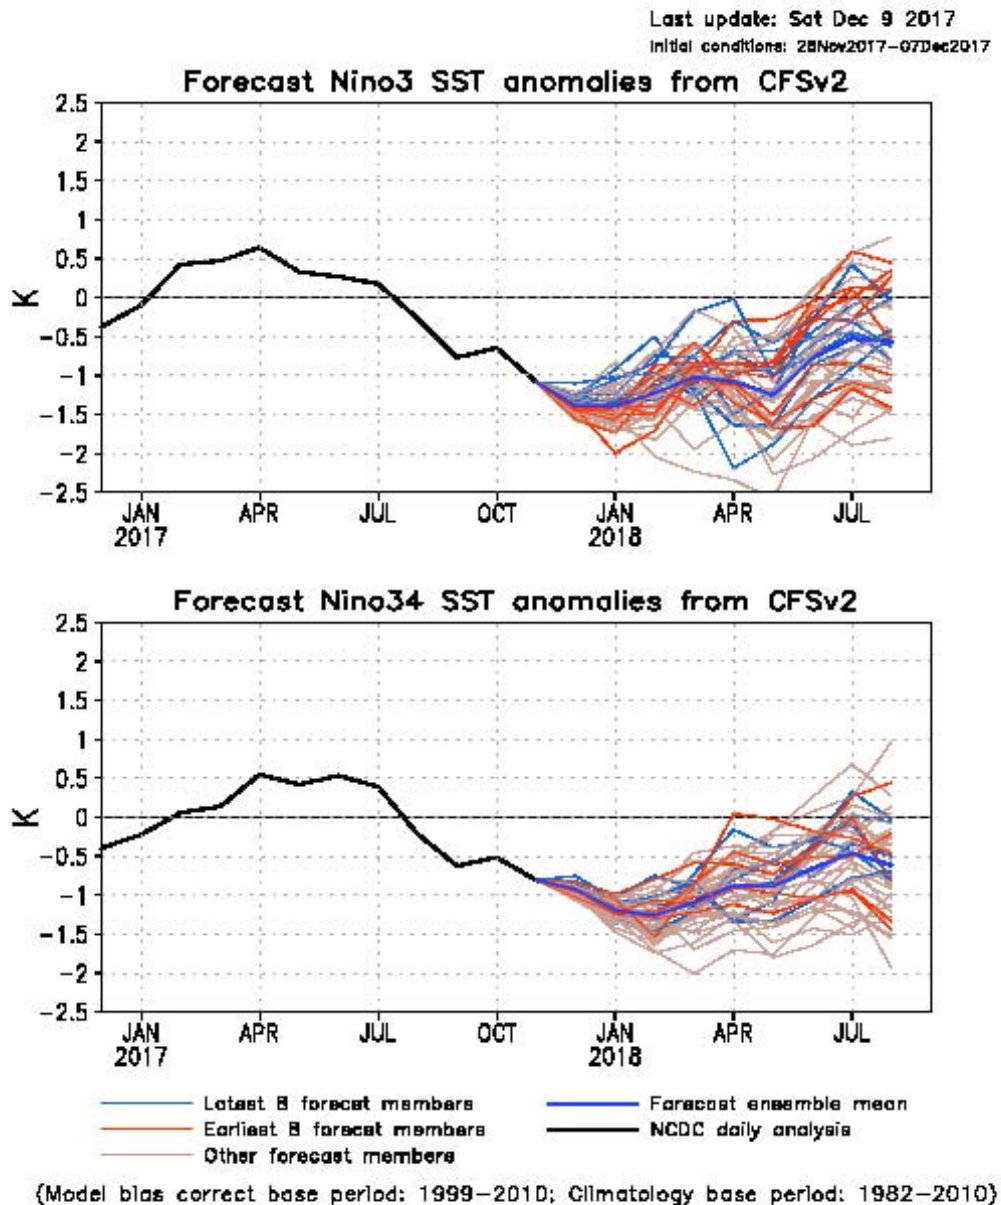 Last update: Sat Dec 9 2017
Initial conditions: 28Nov2017-07Dec2017
Forecast Nino3 SST anomalies from CFSv2
2.5
2
1.5
1
0.5
0
-0.5
-1
-1.5
-2
-2.5
K
JAN APR JUL OCT JAN APR JUL
2017 2018
Forecast Nino34 SST anomalies from CFSv2
2.5
2
1.5
1
0.5
0
-0.5
-1
-1.5
-2
-2.5
K
JAN APR JUL OCT JAN APR JUL
2017 2018
Latest 8 forecast members Forecast ensemble mean
Earliest 8 forecast members NCDC daily analysis
Other forecast members
(Model bias correct base period: 1999-2010; Climatology base period: 1982-2010)